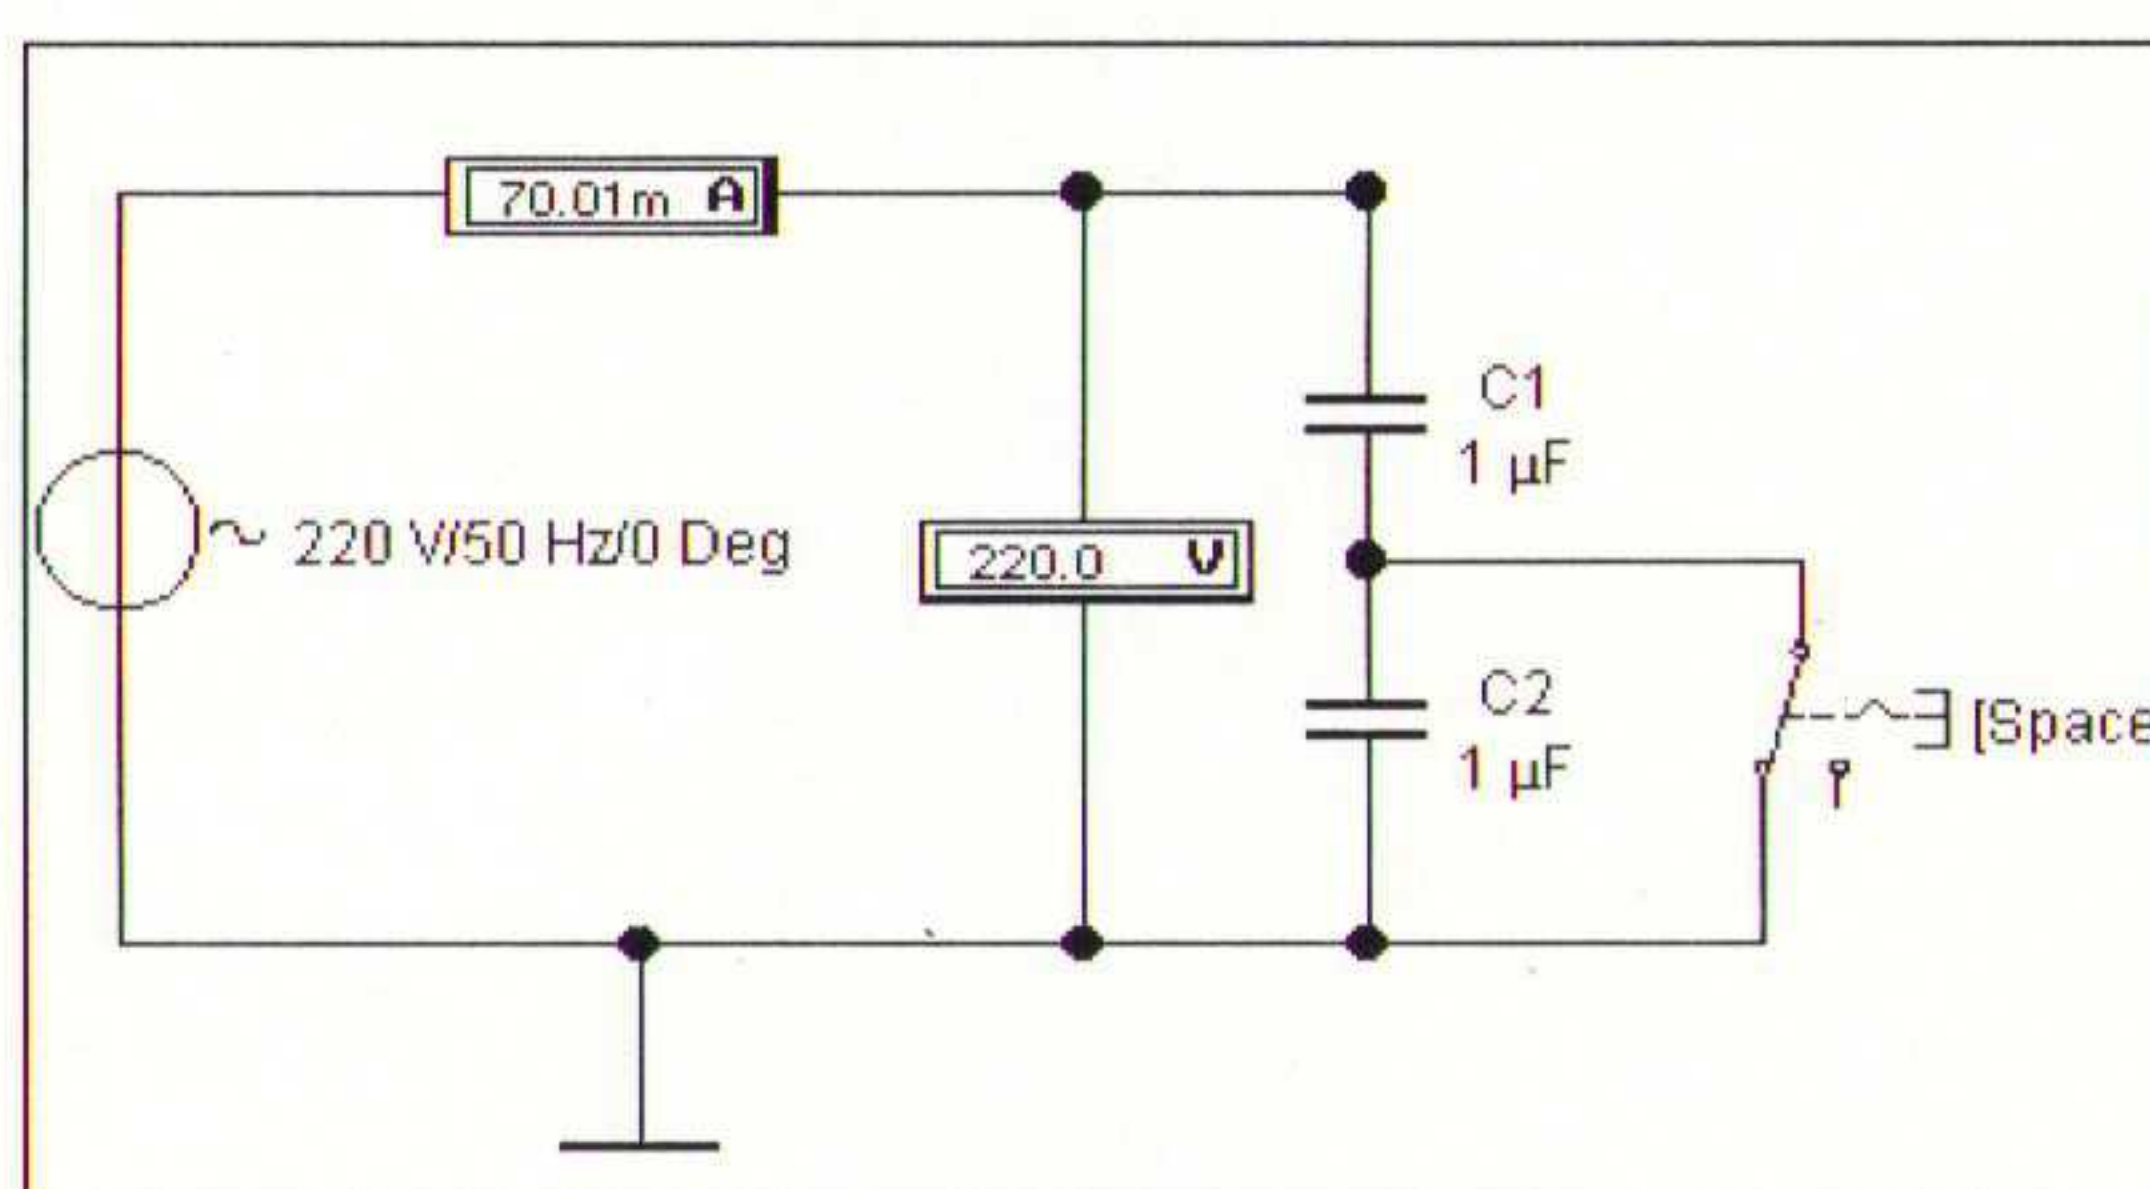 70.01m A
C1
1 µF
~ 220 V/50 Hz/0 Deg
220.0 V
C2
[Space
1 µF